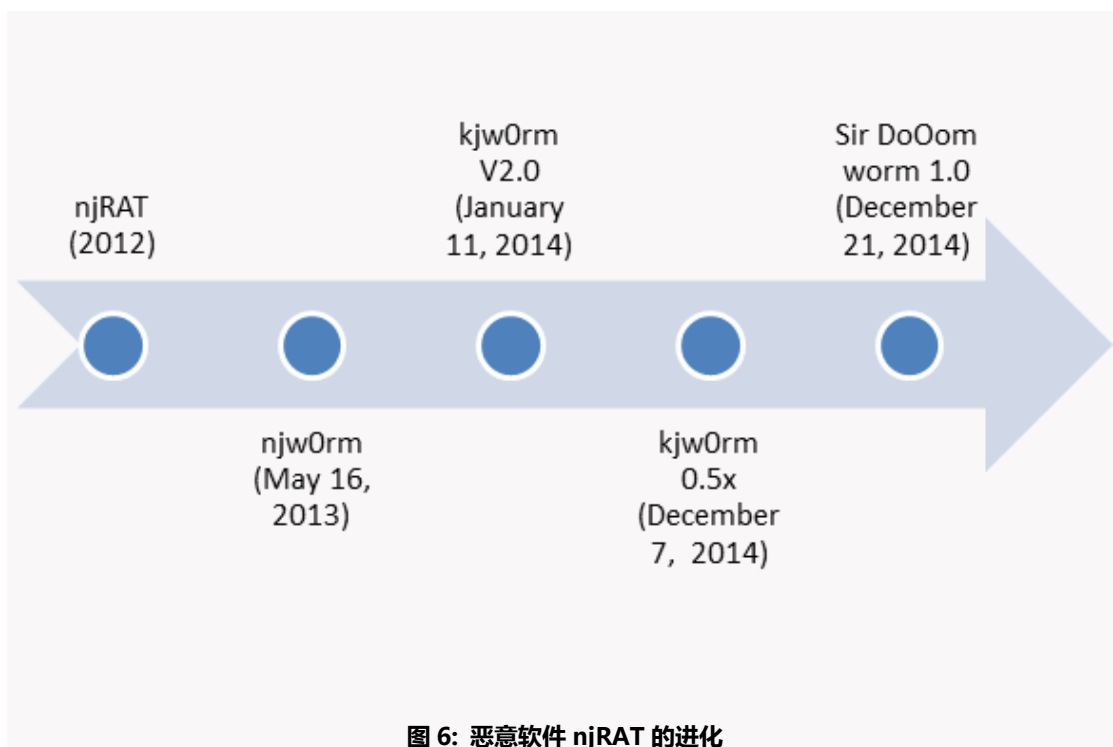 njRAT
(2012)
njw0rm
(May 16,
2013)
kjw0rm
V2.0
(January
11, 2014)
kjw0rm
0.5x
(December
7, 2014)
Sir DoOom
worm 1.0
(December
21, 2014)
图 6: 恶意软件 njRAT 的进化